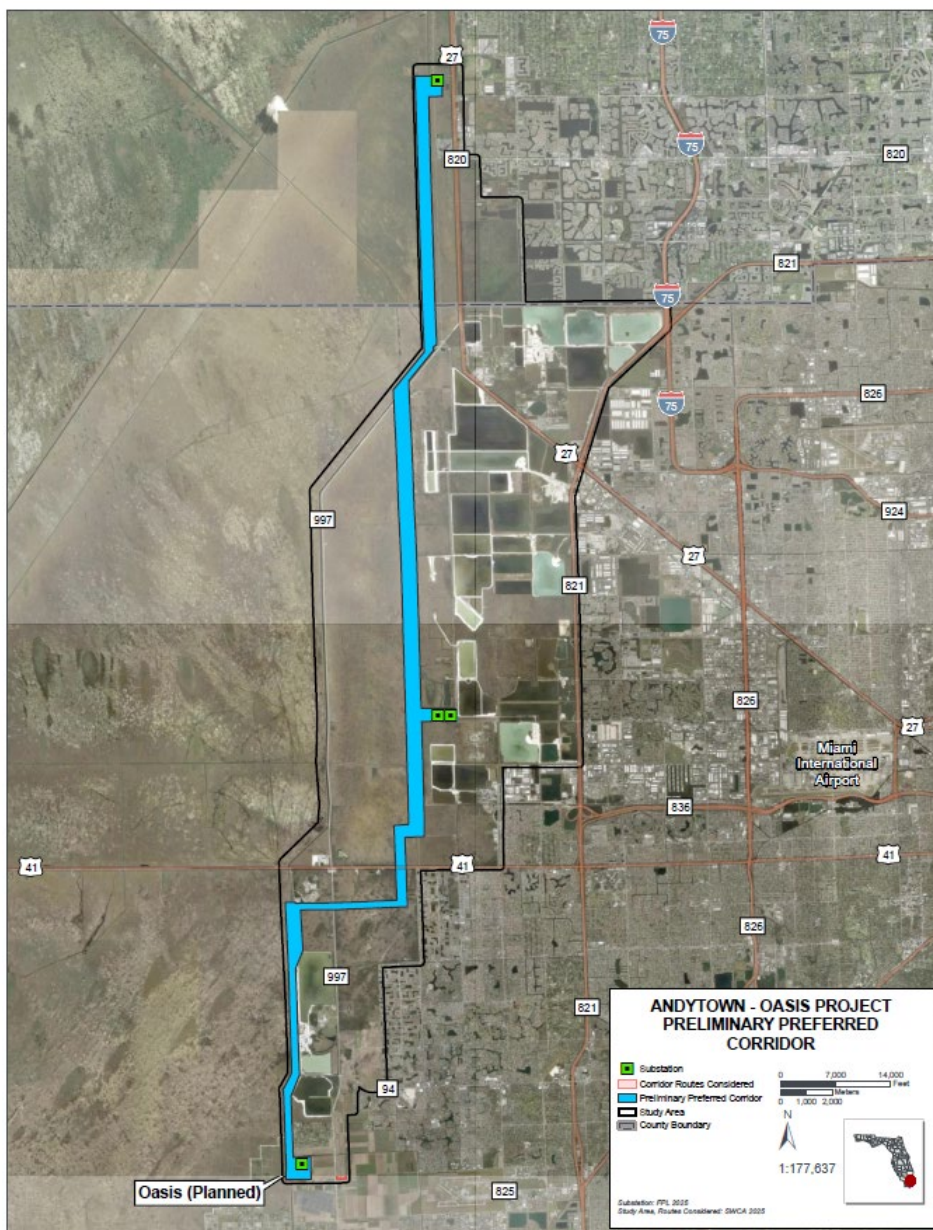 75
27
75
820
820
821
75
826
75
27
924
997
27
821
826
27
Miami
International
Airport
836
41
41
41
826
997
821
94
825
Oasis (Planned)
ANDYTOWN - OASIS PROJECT
PRELIMINARY PREFERRED
CORRIDOR
Substation
Corridor Routes Considered
Preliminary Preferred Corridor
Study Area
County Boundary
0 7,000 14,000
Feet
Meters
0 1,000 2,000
N
1:177,637
Substation: FPL 2025
Study Area, Routes Considered: SWCA 2025